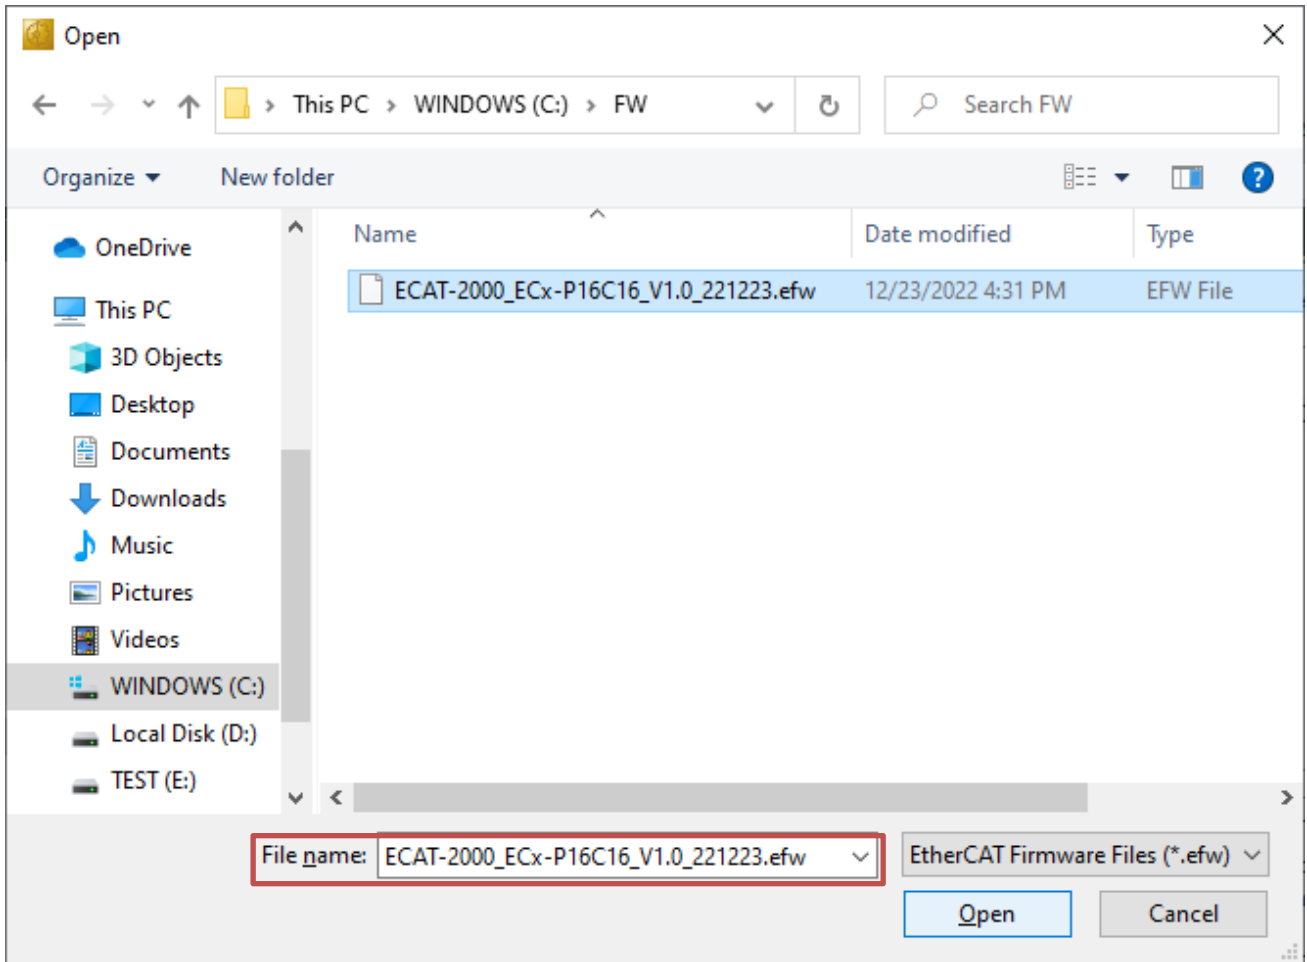 Open
This PC > WINDOWS (C:) > FW
Search FW
Organize
New folder
?
Name
Date modified
Type
ECAT-2000_ECx-P16C16_V1.0_221223.efw
12/23/2022 4:31 PM
EFW File
OneDrive
This PC
3D Objects
Desktop
Documents
Downloads
Music
Pictures
Videos
WINDOWS (C:)
Local Disk (D:)
TEST (E:)
File name: ECAT-2000_ECx-P16C16_V1.0_221223.efw
EtherCAT Firmware Files (*.efw)
Open
Cancel